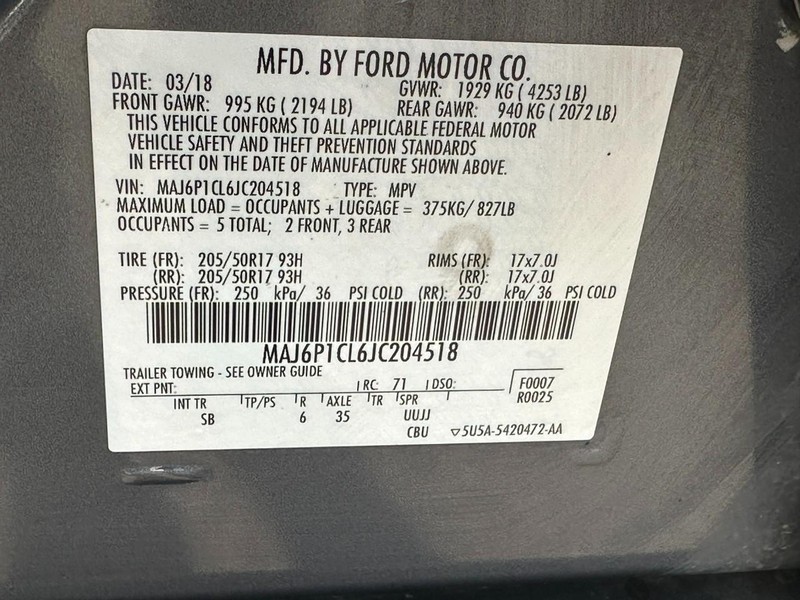 MFD. BY FORD MOTOR CO.
DATE: 03/18 GVWR: 1929 KG ( 4253 LB)
FRONT GAWR: 995 KG ( 2194 LB) REAR GAWR: 940 KG ( 2072 LB)
THIS VEHICLE CONFORMS TO ALL APPLICABLE FEDERAL MOTOR
VEHICLE SAFETY AND THEFT PREVENTION STANDARDS
IN EFFECT ON THE DATE OF MANUFACTURE SHOWN ABOVE.
VIN: MAJ6P1CL6JC204518 TYPE: MPV
MAXIMUM LOAD = OCCUPANTS + LUGGAGE = 375KG/ 827LB
OCCUPANTS = 5 TOTAL; 2 FRONT, 3 REAR
TIRE (FR): 205/50R17 93H RIMS (FR): 17x7.0J
(RR): 205/50R17 93H (RR): 17x7.0J
PRESSURE (FR): 250 kPa/ 36 PSI COLD (RR): 250 kPa/ 36 PSI COLD
MAJ6P1CL6JC204518
TRAILER TOWING - SEE OWNER GUIDE
EXT PNT: RC: 71 DSO: F0007
R0025
INT TR TP/PS R AXLE TR SPR
SB 6 35 UUJJ
CBU ▽5U5A-5420472-AA